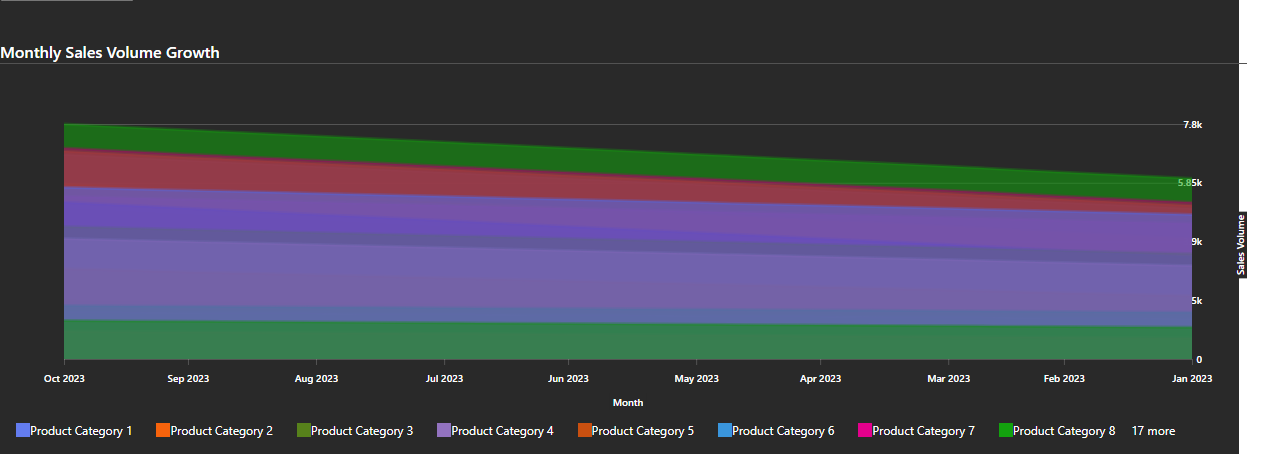 Monthly Sales Volume Growth
7.8k
5.85k
9k
5k
0
Sales Volume
Oct 2023 Sep 2023 Aug 2023 Jul 2023 Jun 2023 May 2023 Apr 2023 Mar 2023 Feb 2023 Jan 2023
Month
Product Category 1 Product Category 2 Product Category 3 Product Category 4 Product Category 5 Product Category 6 Product Category 7 Product Category 8 17 more